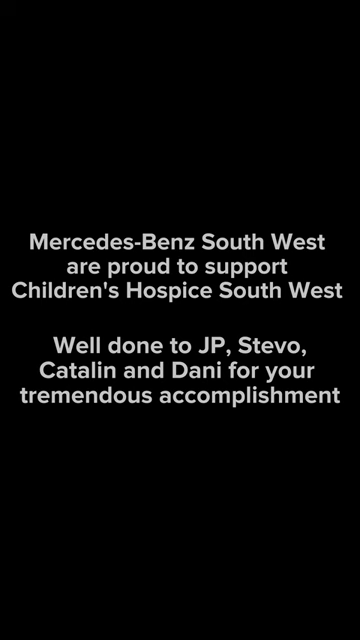 Mercedes-Benz South West
are proud to support
Children's Hospice South West
Well done to JP, Stevo,
Catalin and Dani for your
tremendous accomplishment